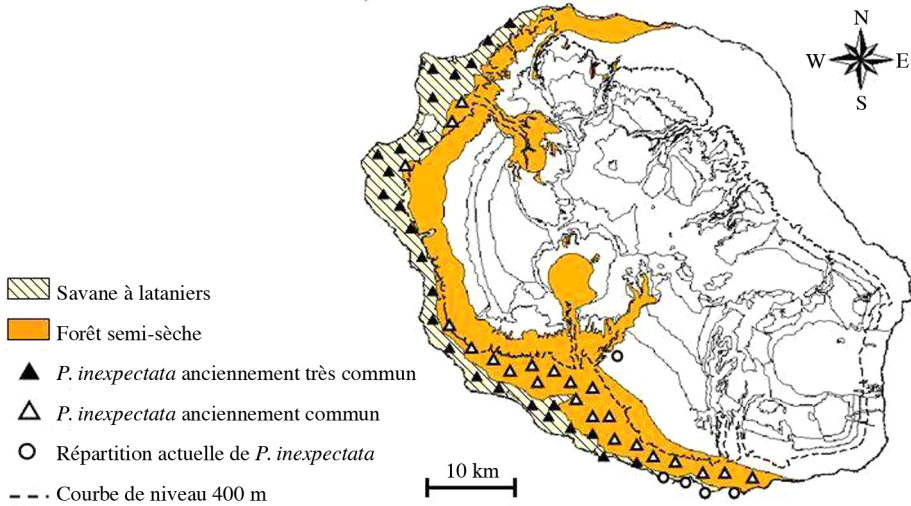 N
W E
S
Savane à lataniers
Forêt semi-sèche
P. inexpectata anciennement très commun
P. inexpectata anciennement commun
Répartition actuelle de P. inexpectata
Courbe de niveau 400 m
10 km